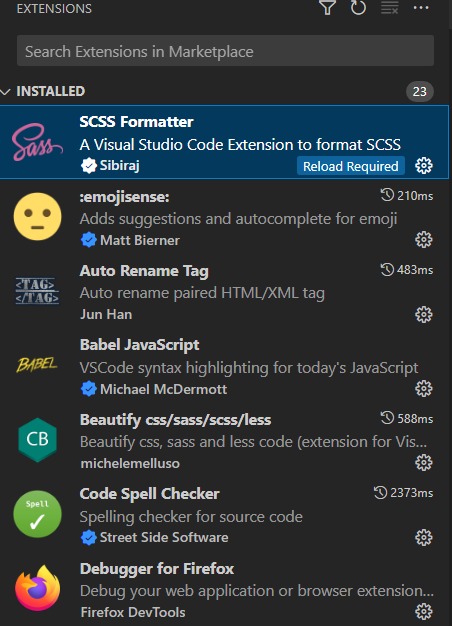 EXTENSIONS
Search Extensions in Marketplace
INSTALLED 23
Sass
SCSS Formatter
A Visual Studio Code Extension to format SCSS
Sibiraj Reload Required
:emojisense: 210ms
Adds suggestions and autocomplete for emoji
Matt Bierner
<TAG>
</TAG>
Auto Rename Tag 483ms
Auto rename paired HTML/XML tag
Jun Han
BABEL
Babel JavaScript
VSCode syntax highlighting for today's JavaScript
Michael McDermott
CB
Beautify css/sass/scss/less 588ms
Beautify css, sass and less code (extension for Vis...
michelemelluso
Spell
Code Spell Checker 2373ms
Spelling checker for source code
Street Side Software
Debugger for Firefox
Debug your web application or browser extension...
Firefox DevTools